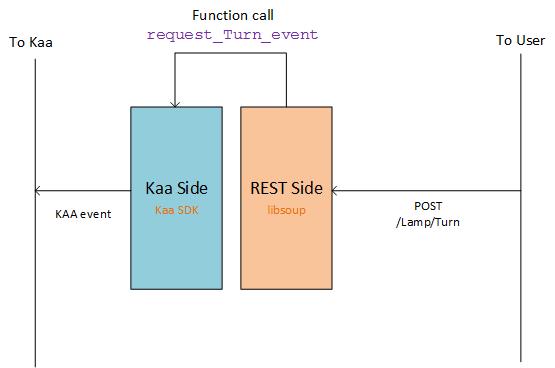 Function call
request_Turn_event
To Kaa
To User
Kaa Side
Kaa SDK
REST Side
libsoup
KAA event
POST
/Lamp/Turn